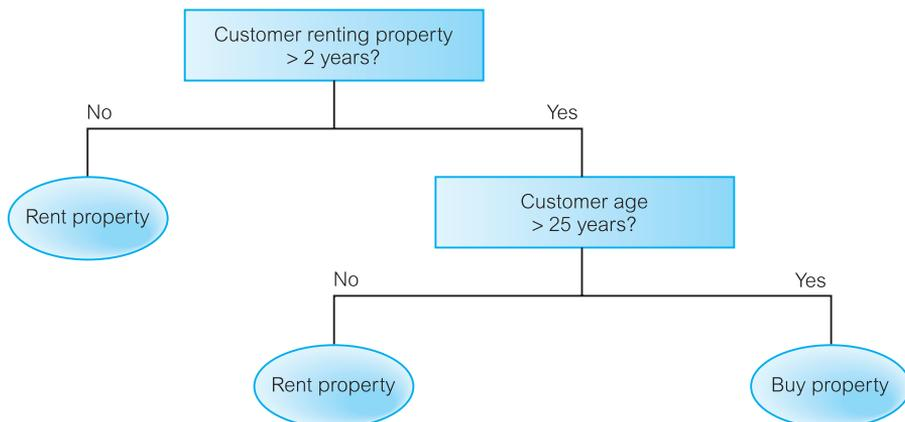 Customer renting property
> 2 years?
No
Yes
Rent property
Customer age
> 25 years?
No
Yes
Rent property
Buy property